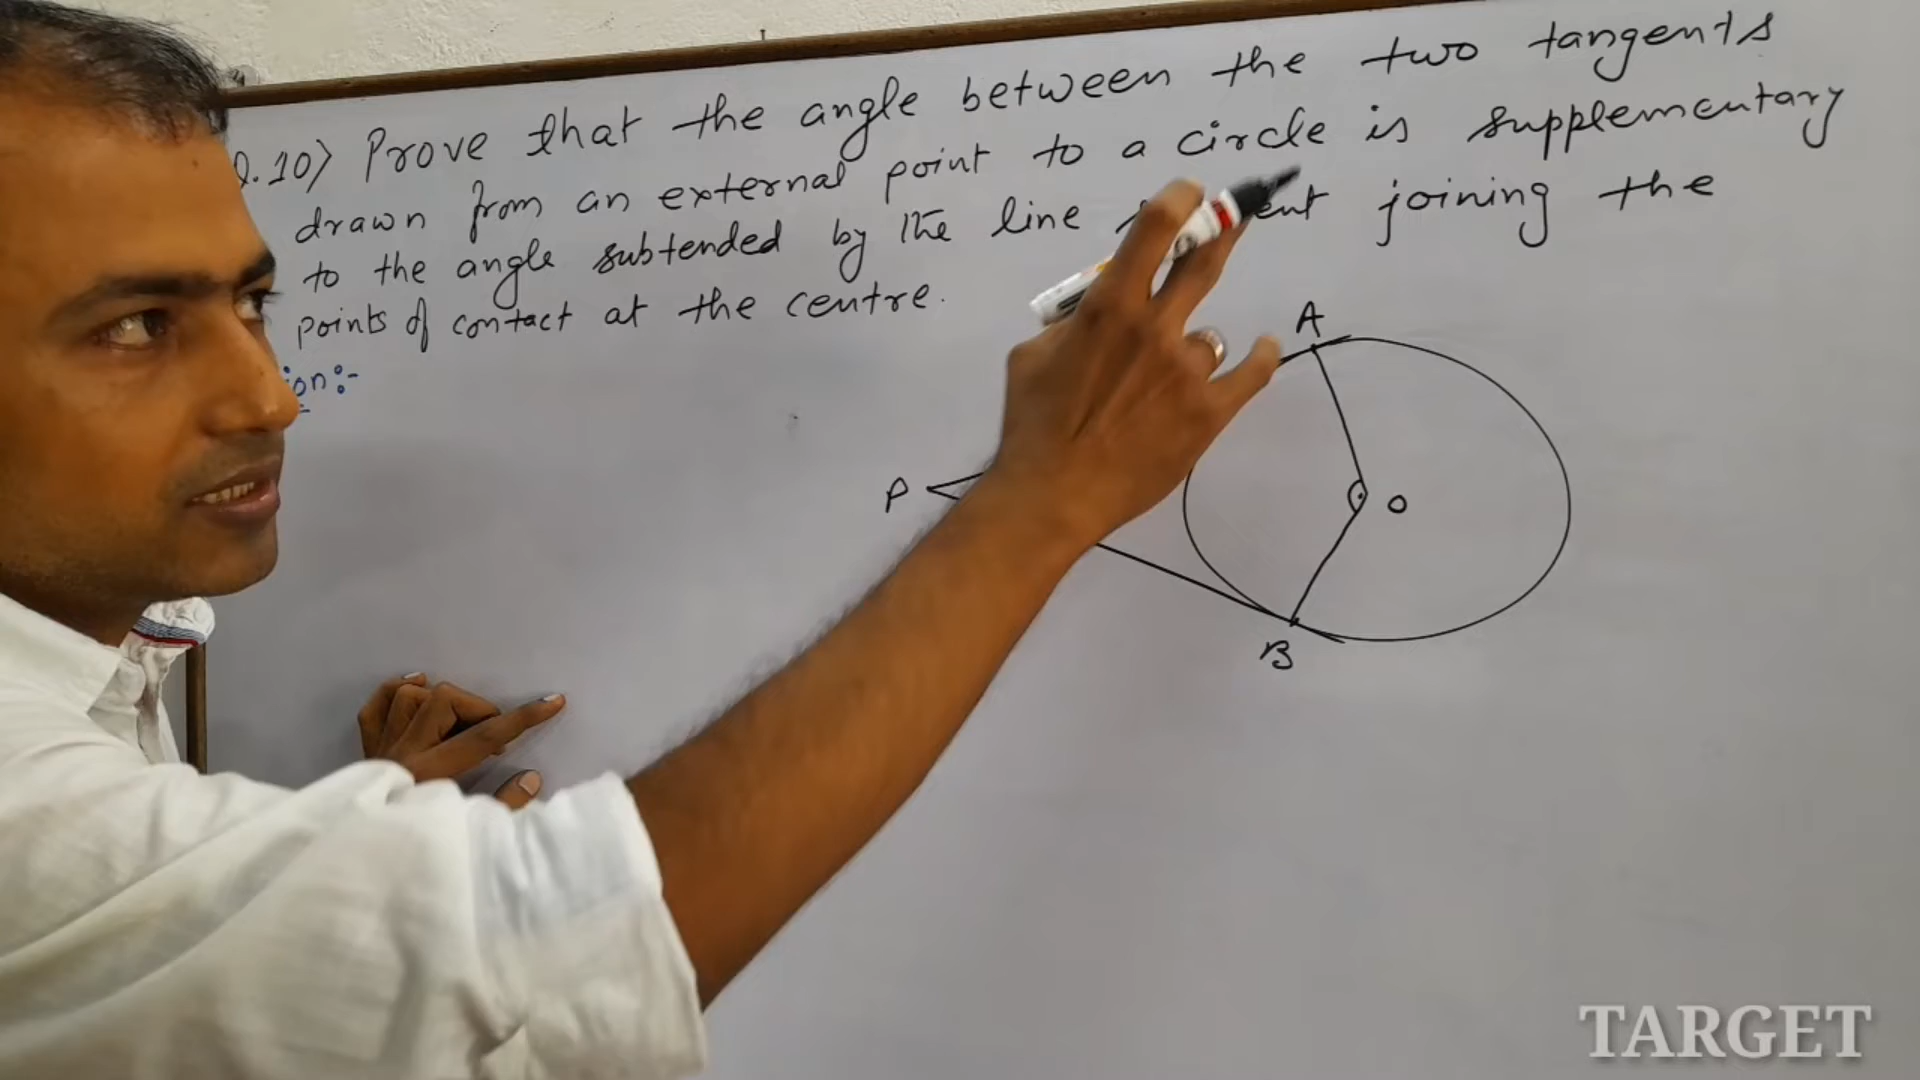 Q.10) Prove that the angle between the two tangents
drawn from an external point to a circle is supplementary
to the angle subtended by the line joining the
points of contact at the centre.
ion:-
A
P
O
B
TARGET